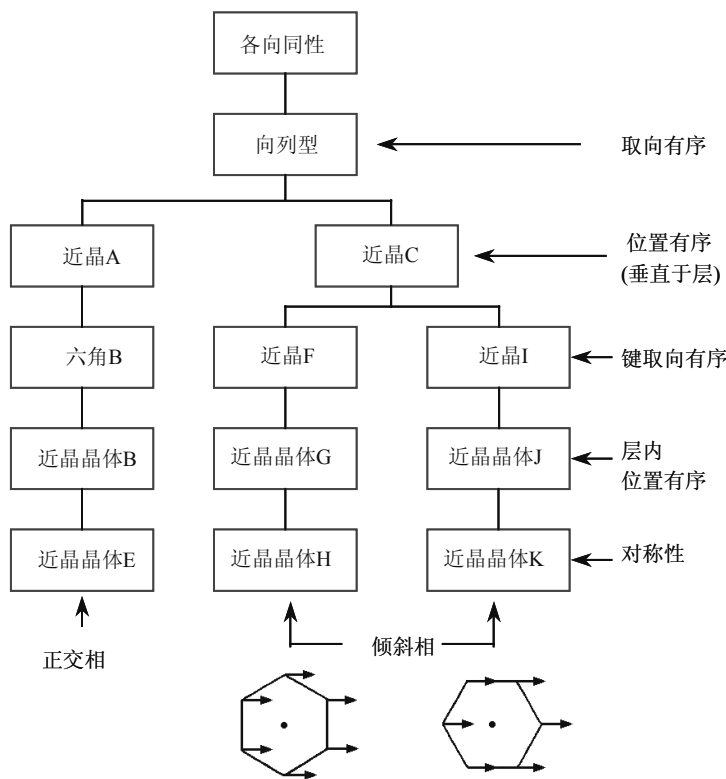 各向同性
向列型
取向有序
近晶A
近晶C
位置有序
(垂直于层)
六角B
近晶F
近晶I
键取向有序
近晶晶体B
近晶晶体G
近晶晶体J
层内
位置有序
近晶晶体E
近晶晶体H
近晶晶体K
对称性
正交相
倾斜相